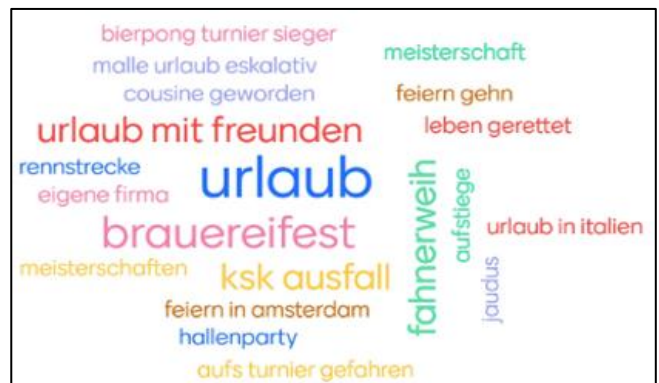 bierpong turnier sieger
meisterschaft
malle urlaub eskalativ
cousine geworden
feiern gehn
urlaub mit freunden
leben gerettet
rennstrecke
urlaub
eigene firma
fahnerweih
aufstiege
brauereifest
urlaub in italien
meisterschaften
ksk ausfall
jaudus
feiern in amsterdam
hallenparty
aufs turnier gefahren